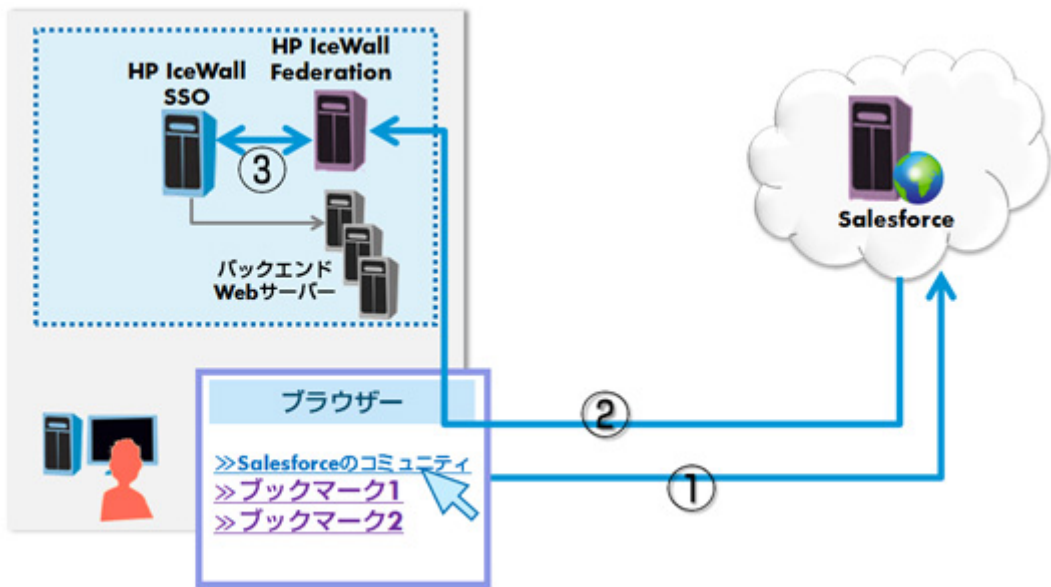 HP IceWall
SSO
HP IceWall
Federation
③
バックエンド
Webサーバー
Salesforce
ブラウザー
②
≫Salesforceのコミュニティ
①
≫ブックマーク1
≫ブックマーク2